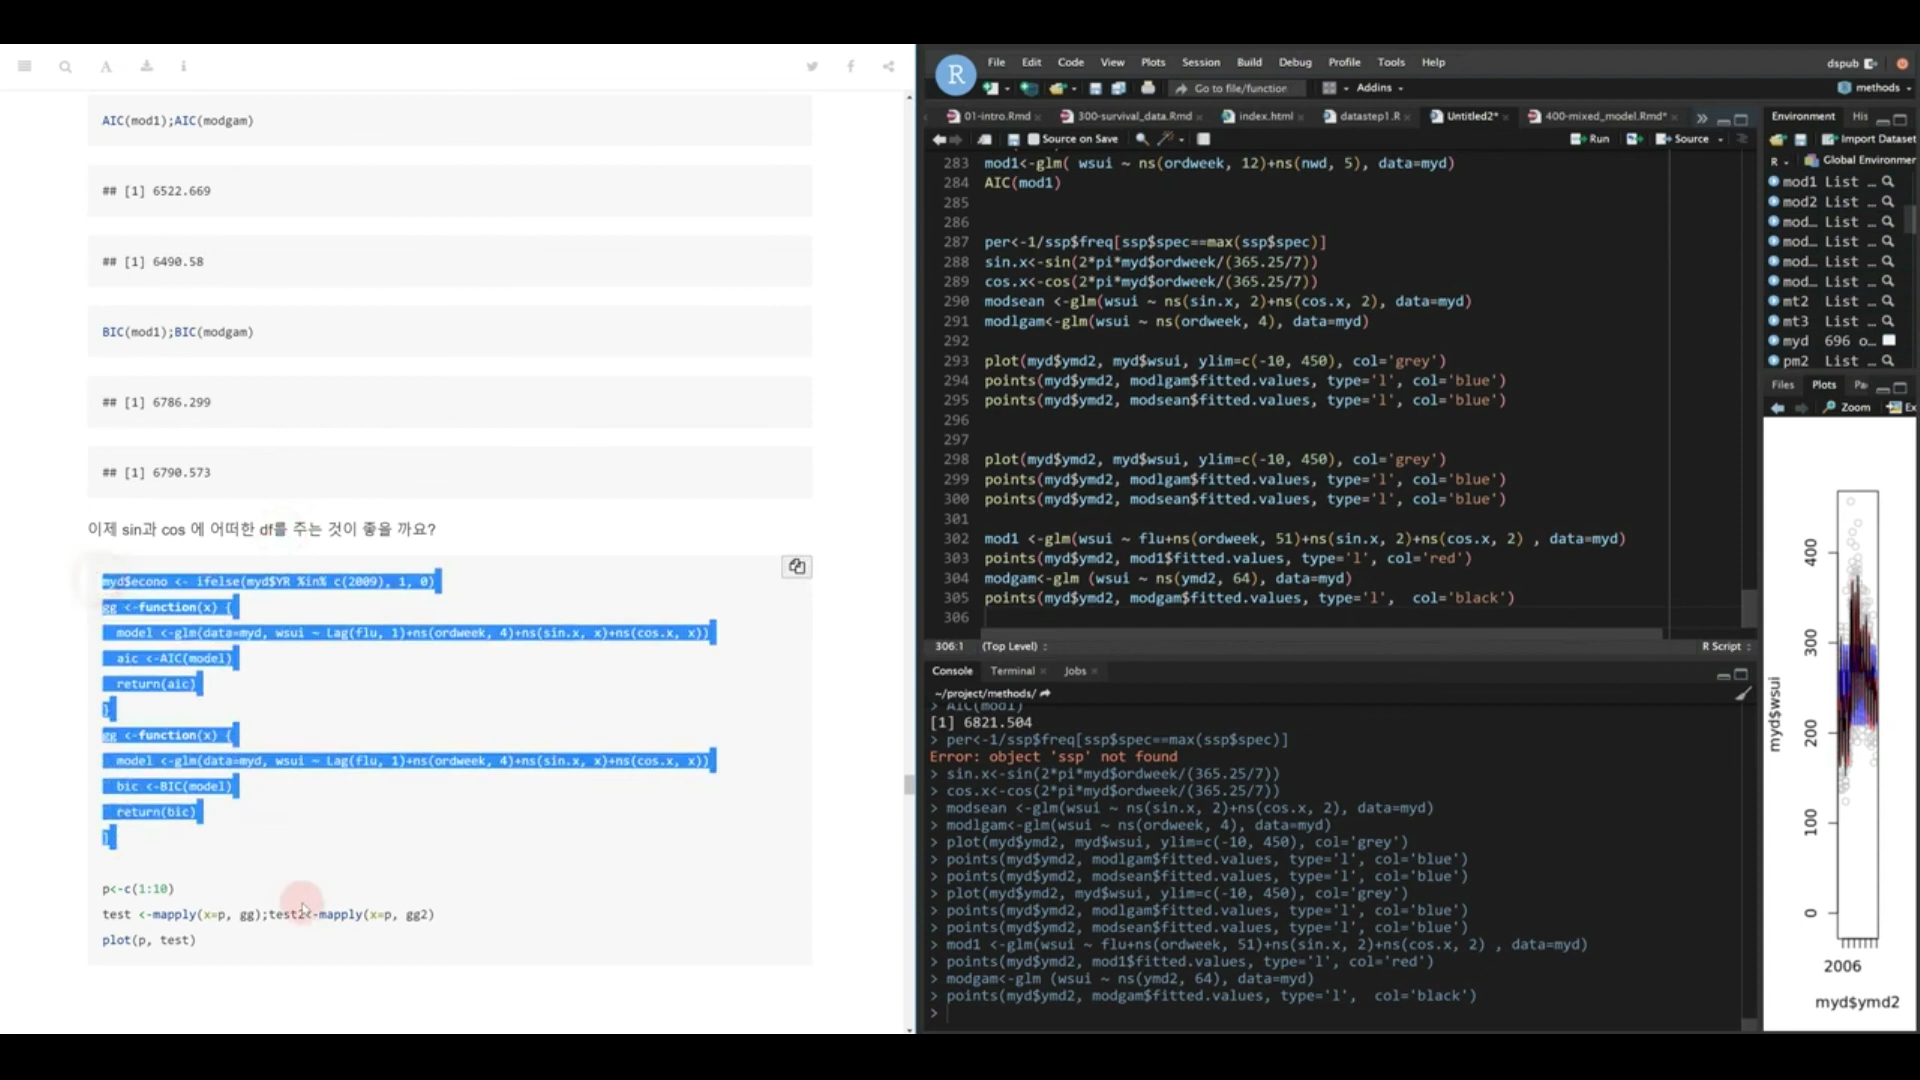 AIC(mod1);AIC(modgam)
## [1] 6522.669
## [1] 6490.58
BIC(mod1);BIC(modgam)
## [1] 6786.299
## [1] 6790.573
이제 sin과 cos 에 어떠한 df를 주는 것이 좋을 까요?
myd$econo <- ifelse(myd$YR %in% c(2009), 1, 0)
gg <-function(x) {
model <-glm(data=myd, wsui ~ Lag(flu, 1)+ns(ordweek, 4)+ns(sin.x, x)+ns(cos.x, x))
aic <-AIC(model)
return(aic)
}
gg <-function(x) {
model <-glm(data=myd, wsui ~ Lag(flu, 1)+ns(ordweek, 4)+ns(sin.x, x)+ns(cos.x, x))
bic <-BIC(model)
return(bic)
}
p<-c(1:10)
test <-mapply(x=p, gg);test2<-mapply(x=p, gg2)
plot(p, test)
R
File Edit Code View Plots Session Build Debug Profile Tools Help
dspub
Go to file/function Addins
methods
01-intro.Rmd 300-survival_data.Rmd index.html datastep1.R Untitled2* 400-mixed_model.Rmd*
Source on Save Run Source
283 mod1<-glm( wsui ~ ns(ordweek, 12)+ns(nwd, 5), data=myd)
284 AIC(mod1)
285
286
287 per<-1/ssp$freq[ssp$spec==max(ssp$spec)]
288 sin.x<-sin(2*pi*myd$ordweek/(365.25/7))
289 cos.x<-cos(2*pi*myd$ordweek/(365.25/7))
290 modsean <-glm(wsui ~ ns(sin.x, 2)+ns(cos.x, 2), data=myd)
291 modlgam<-glm(wsui ~ ns(ordweek, 4), data=myd)
292
293 plot(myd$ymd2, myd$wsui, ylim=c(-10, 450), col='grey')
294 points(myd$ymd2, modlgam$fitted.values, type='l', col='blue')
295 points(myd$ymd2, modsean$fitted.values, type='l', col='blue')
296
297
298 plot(myd$ymd2, myd$wsui, ylim=c(-10, 450), col='grey')
299 points(myd$ymd2, modlgam$fitted.values, type='l', col='blue')
300 points(myd$ymd2, modsean$fitted.values, type='l', col='blue')
301
302 mod1 <-glm(wsui ~ flu+ns(ordweek, 51)+ns(sin.x, 2)+ns(cos.x, 2) , data=myd)
303 points(myd$ymd2, mod1$fitted.values, type='l', col='red')
304 modgam<-glm (wsui ~ ns(ymd2, 64), data=myd)
305 points(myd$ymd2, modgam$fitted.values, type='l',  col='black')
306
306:1 (Top Level) R Script
Console Terminal Jobs
~/project/methods/
> AIC(mod1)
[1] 6821.504
> per<-1/ssp$freq[ssp$spec==max(ssp$spec)]
Error: object 'ssp' not found
> sin.x<-sin(2*pi*myd$ordweek/(365.25/7))
> cos.x<-cos(2*pi*myd$ordweek/(365.25/7))
> modsean <-glm(wsui ~ ns(sin.x, 2)+ns(cos.x, 2), data=myd)
> modlgam<-glm(wsui ~ ns(ordweek, 4), data=myd)
> plot(myd$ymd2, myd$wsui, ylim=c(-10, 450), col='grey')
> points(myd$ymd2, modlgam$fitted.values, type='l', col='blue')
> points(myd$ymd2, modsean$fitted.values, type='l', col='blue')
> plot(myd$ymd2, myd$wsui, ylim=c(-10, 450), col='grey')
> points(myd$ymd2, modlgam$fitted.values, type='l', col='blue')
> points(myd$ymd2, modsean$fitted.values, type='l', col='blue')
> mod1 <-glm(wsui ~ flu+ns(ordweek, 51)+ns(sin.x, 2)+ns(cos.x, 2) , data=myd)
> points(myd$ymd2, mod1$fitted.values, type='l', col='red')
> modgam<-glm (wsui ~ ns(ymd2, 64), data=myd)
> points(myd$ymd2, modgam$fitted.values, type='l',  col='black')
>
Environment His
Import Dataset
R Global Environmer
mod1 List …
mod2 List …
mod… List …
mod… List …
mod… List …
mod… List …
mt2 List …
mt3 List …
myd 696 o…
pm2 List …
Files Plots Pa
Zoom Ex
myd$wsui
400
300
200
100
0
2006
myd$ymd2